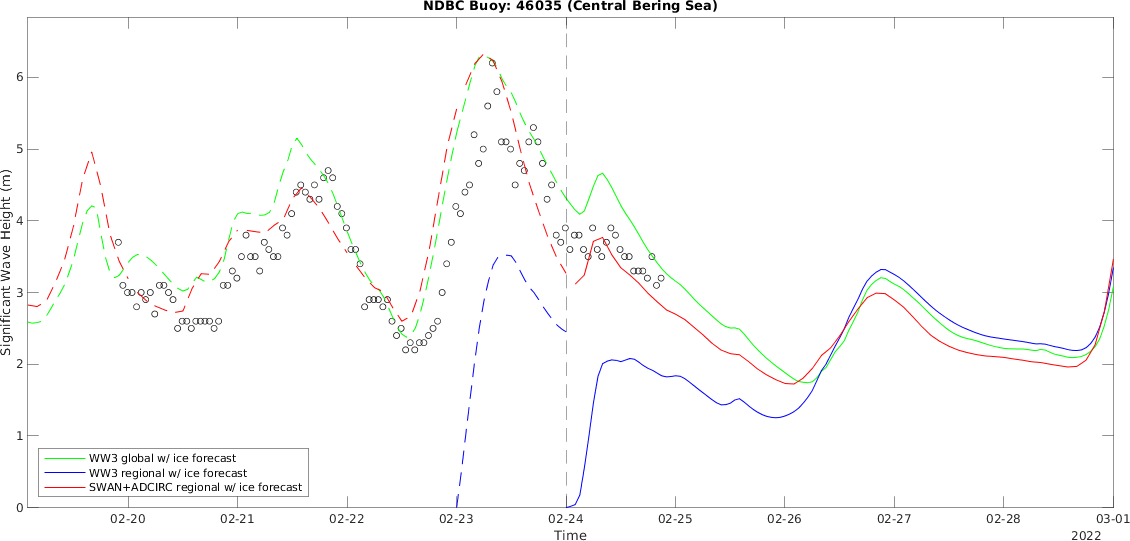 NDBC Buoy: 46035 (Central Bering Sea)
Significant Wave Height (m)
6
5
4
3
2
1
0
WW3 global w/ ice forecast
WW3 regional w/ ice forecast
SWAN+ADCIRC regional w/ ice forecast
02-20 02-21 02-22 02-23 02-24 02-25 02-26 02-27 02-28 03-01
Time 2022